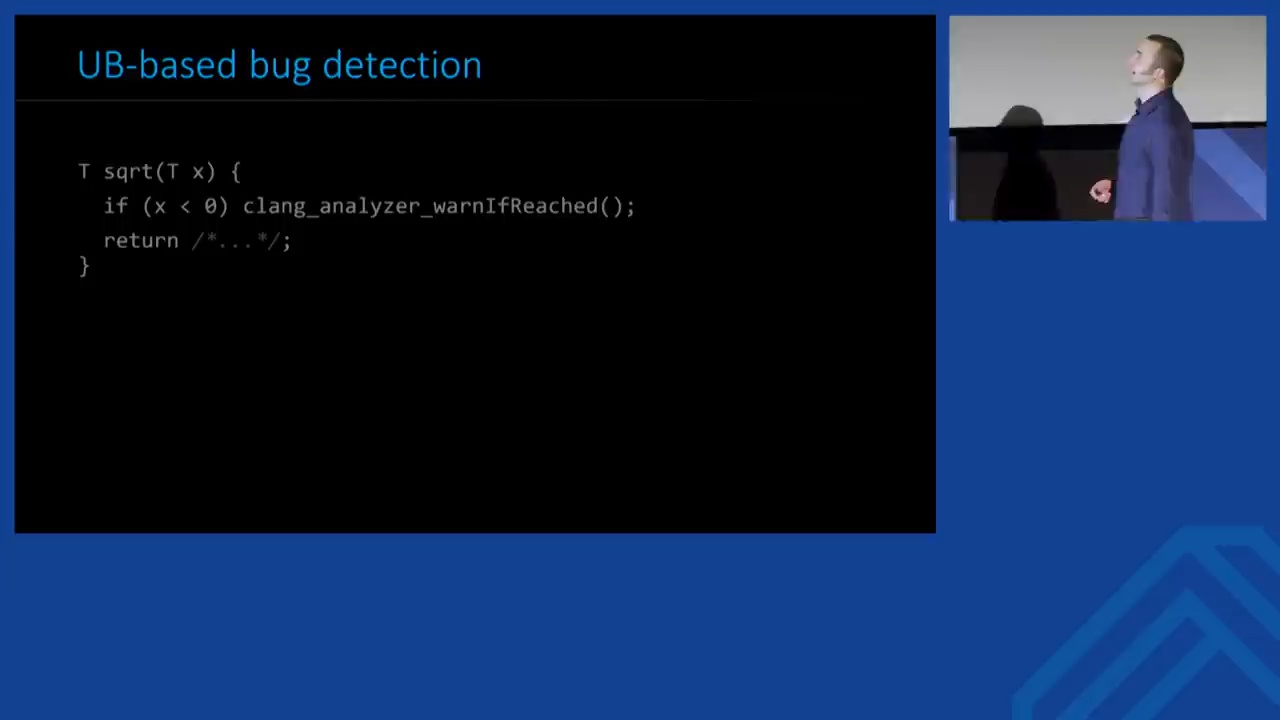 UB-based bug detection
T sqrt(T x) {
  if (x < 0) clang_analyzer_warnIfReached();
  return /*...*/;
}